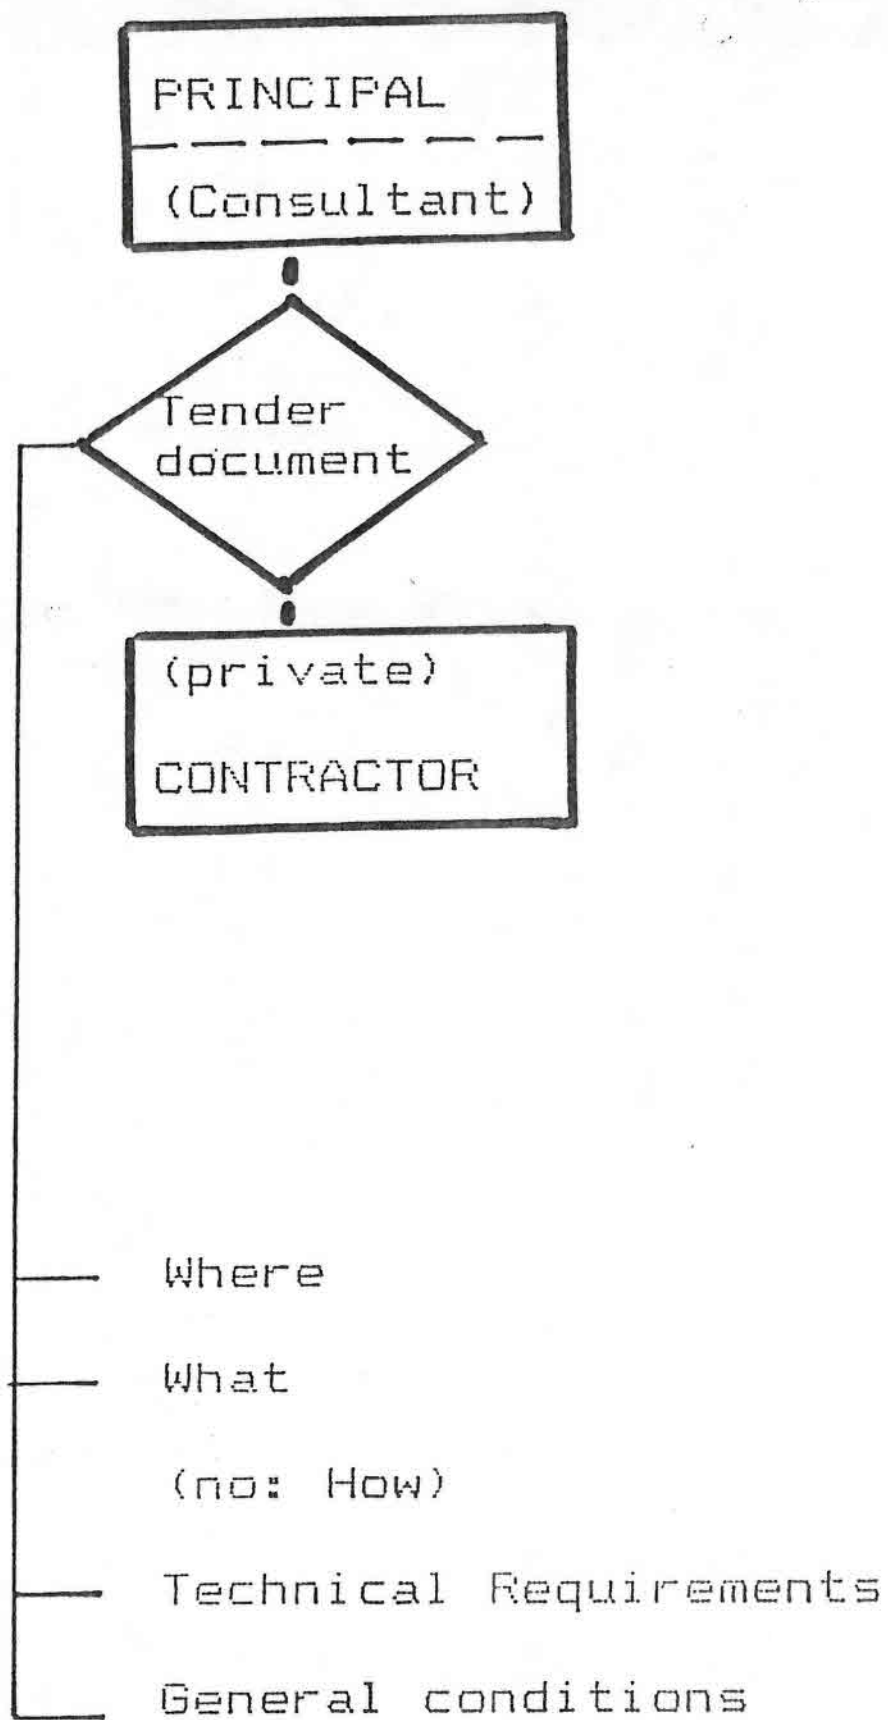 PRINCIPAL
(Consultant)
Tender
document
(private)
CONTRACTOR
Where
What
(no: How)
Technical Requirements
General conditions